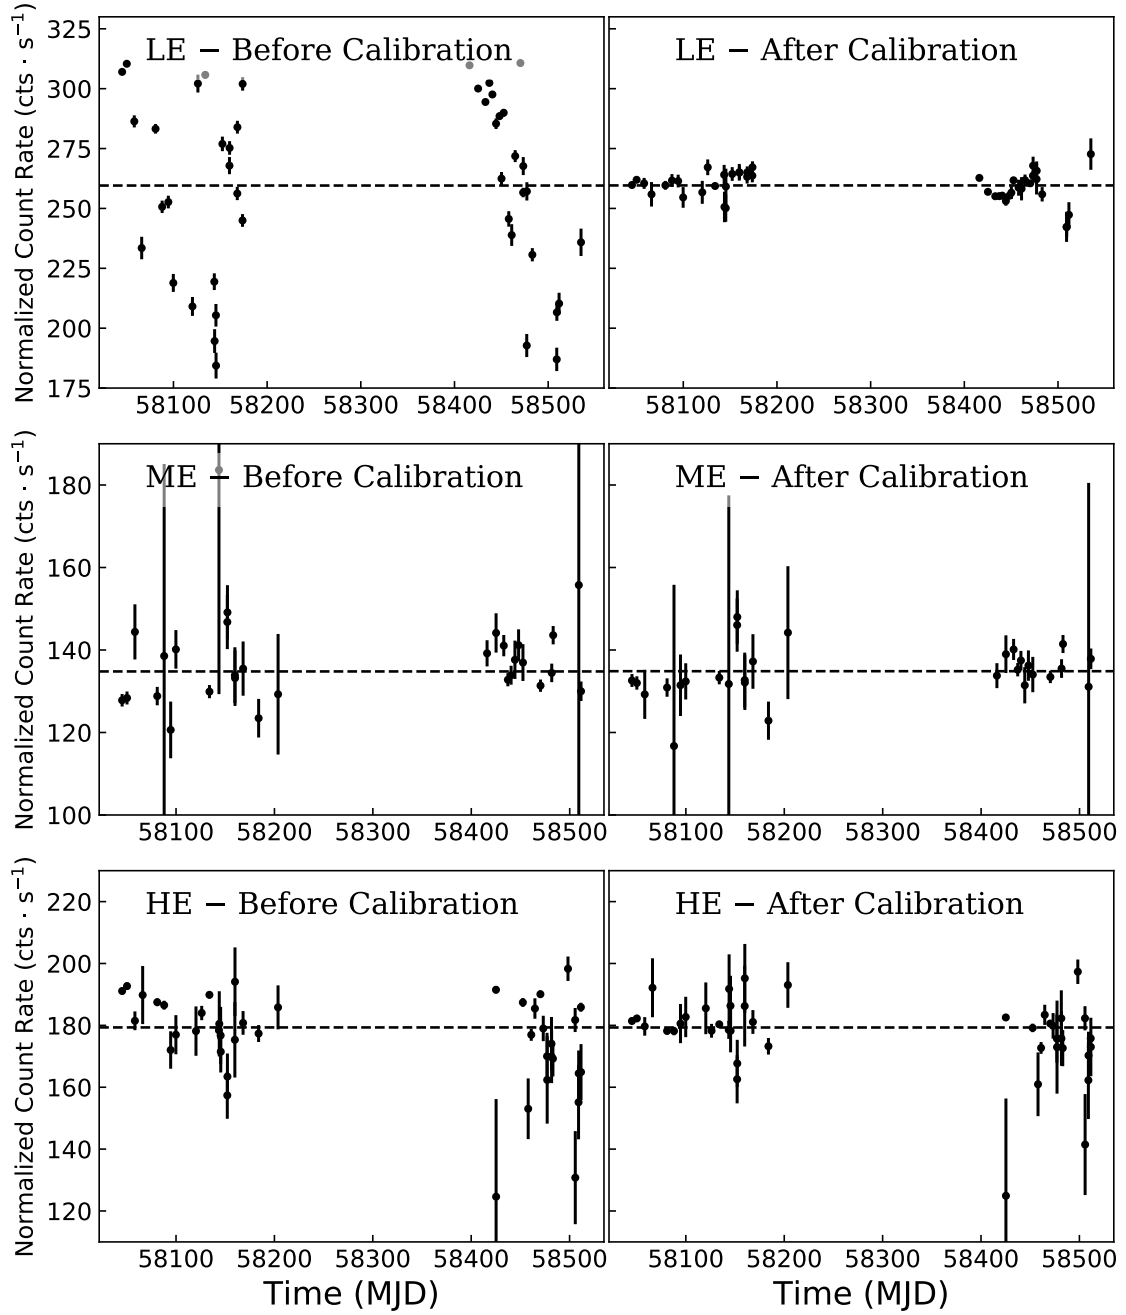 LE − Before Calibration
LE − After Calibration
Normalized Count Rate (cts · s⁻¹)
325
300
275
250
225
200
175
58100 58200 58300 58400 58500
58100 58200 58300 58400 58500
ME − Before Calibration
ME − After Calibration
Normalized Count Rate (cts · s⁻¹)
180
160
140
120
100
58100 58200 58300 58400 58500
58100 58200 58300 58400 58500
HE − Before Calibration
HE − After Calibration
Normalized Count Rate (cts · s⁻¹)
220
200
180
160
140
120
58100 58200 58300 58400 58500
58100 58200 58300 58400 58500
Time (MJD)
Time (MJD)